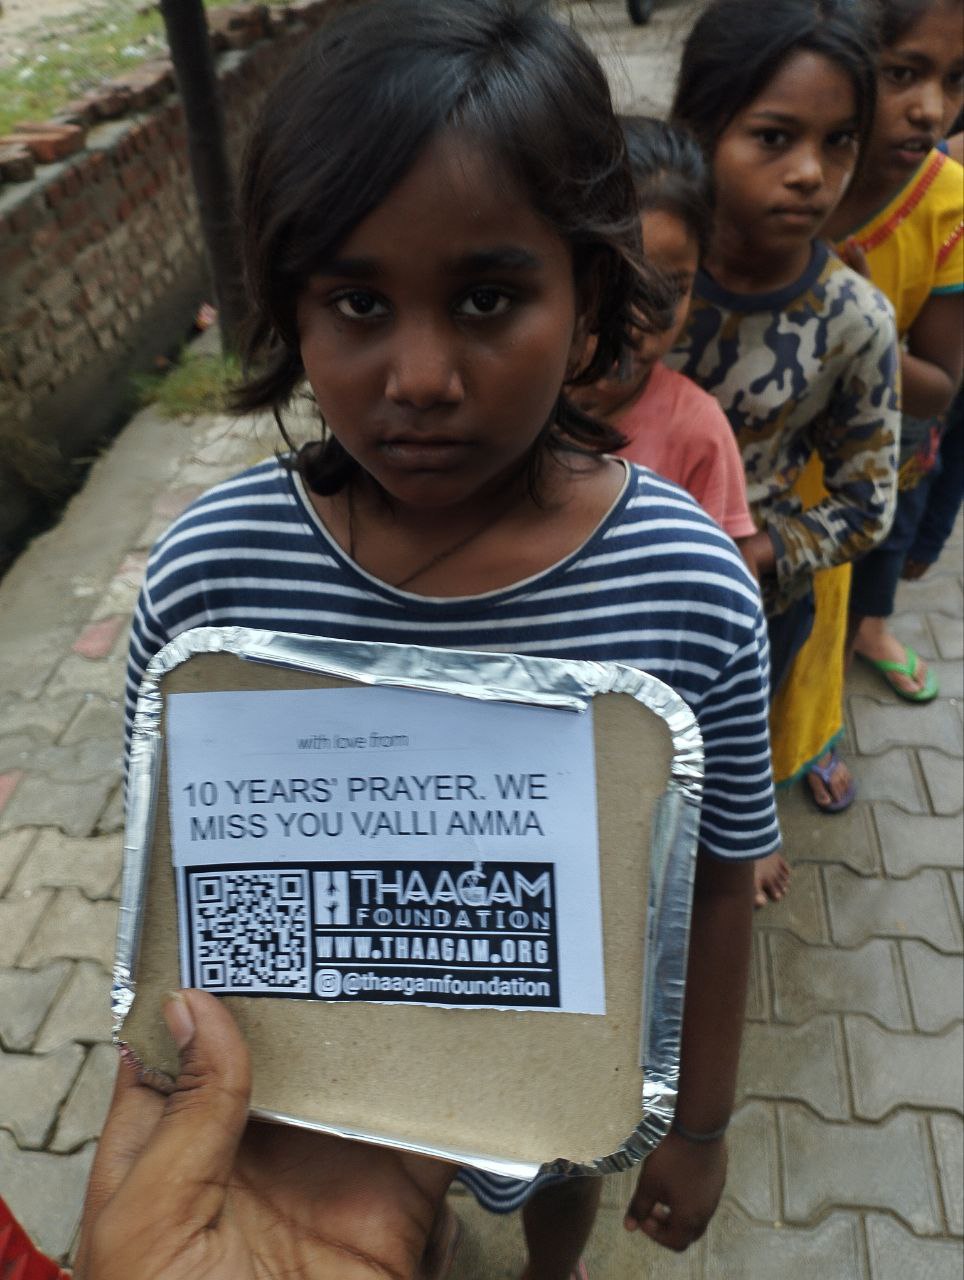 with love from
10 YEARS' PRAYER. WE
MISS YOU VALLI AMMA
THAAGAM
FOUNDATION
WWW.THAAGAM.ORG
@thaagamfoundation